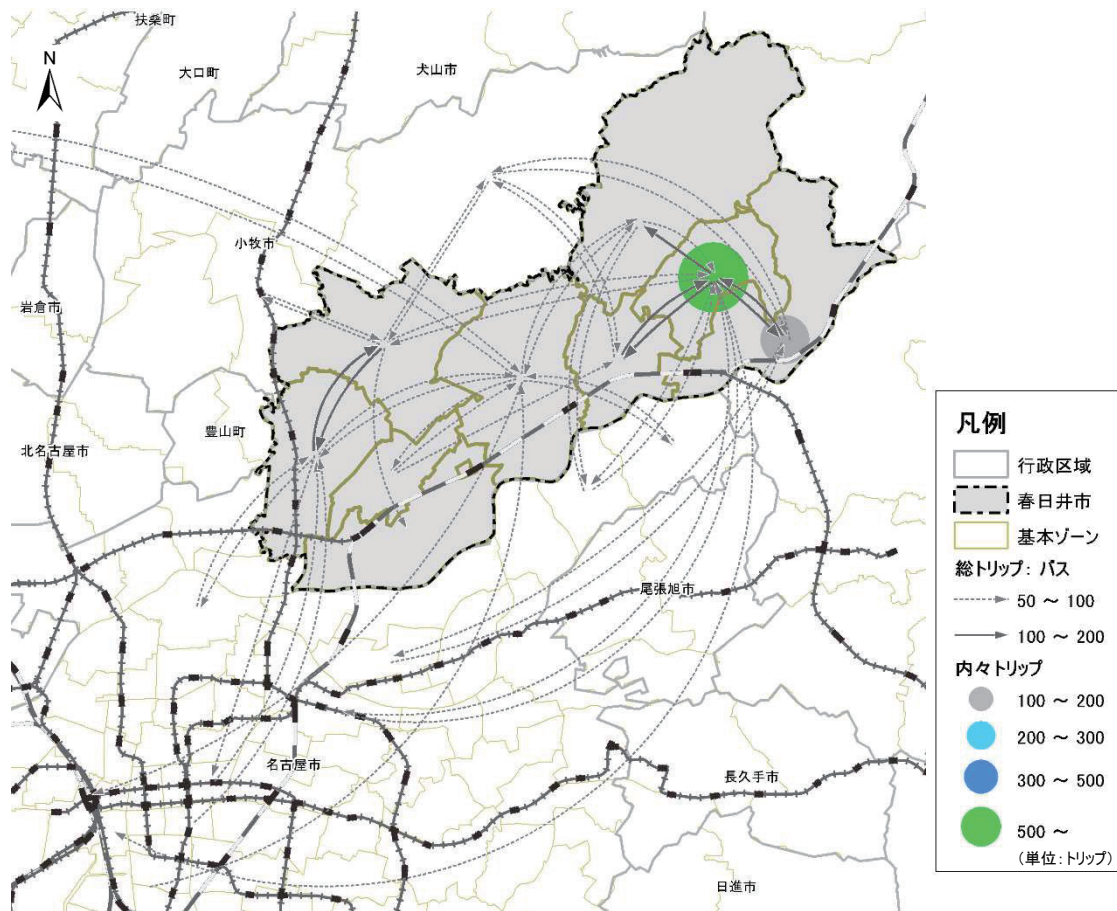 扶桑町
N
大口町
犬山市
小牧市
岩倉市
豊山町
北名古屋市
尾張旭市
名古屋市
長久手市
日進市
凡例
行政区域
春日井市
基本ゾーン
総トリップ：バス
50 ～ 100
100 ～ 200
内々トリップ
100 ～ 200
200 ～ 300
300 ～ 500
500 ～
（単位：トリップ）